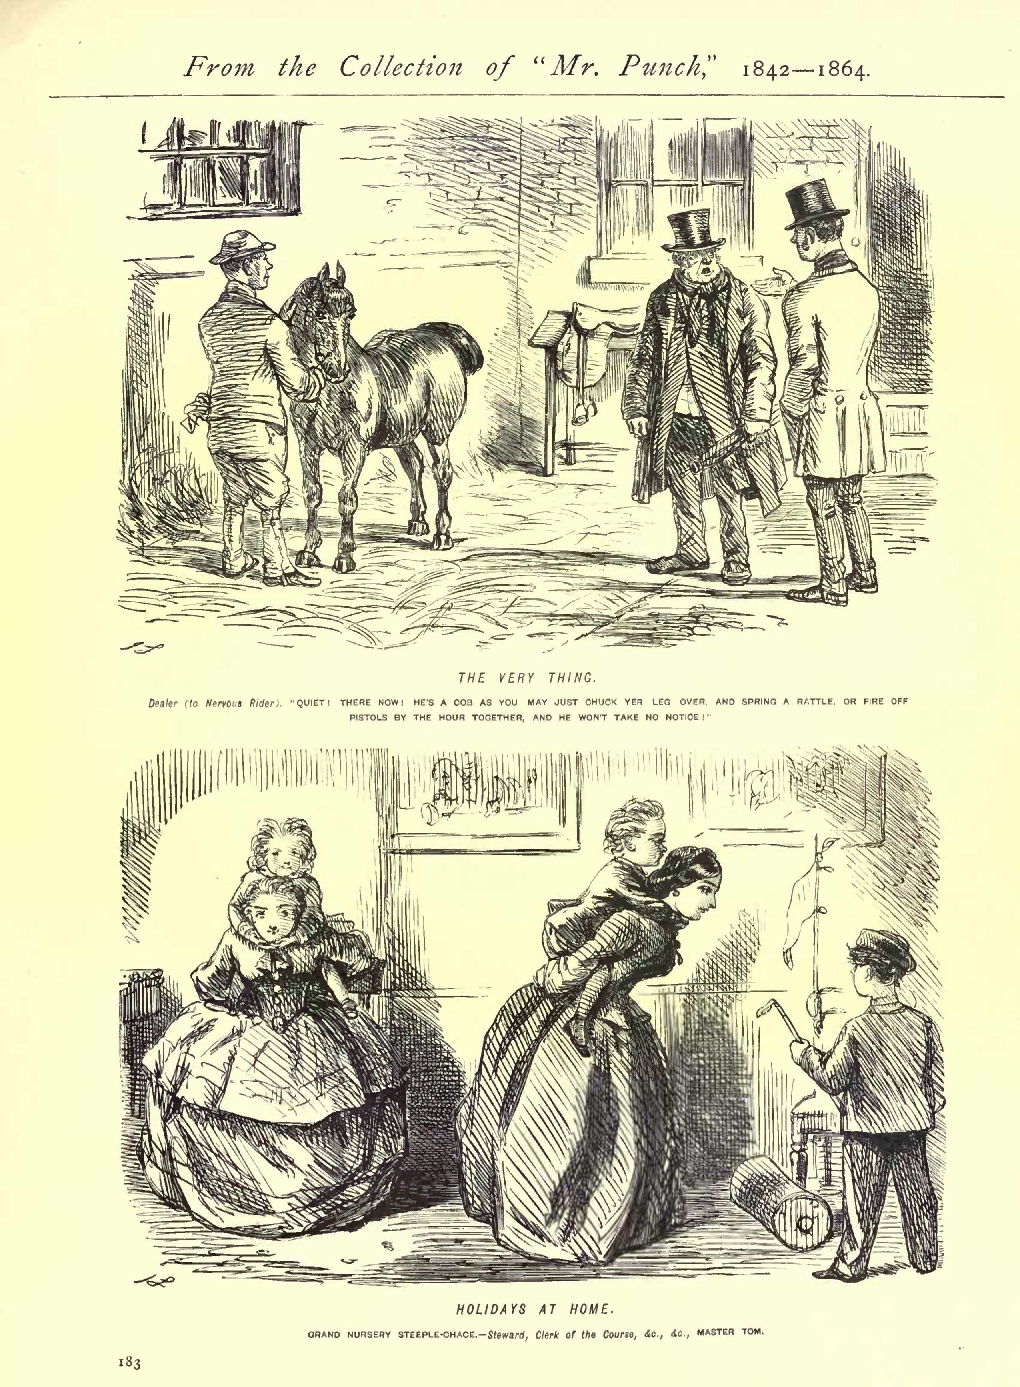 From the Collection of "Mr. Punch," 1842—1864.
THE VERY THING.
Dealer (to Nervous Rider). "QUIET! THERE NOW! HE'S A COB AS YOU MAY JUST CHUCK YER LEG OVER, AND SPRING A RATTLE, OR FIRE OFF
PISTOLS BY THE HOUR TOGETHER, AND HE WON'T TAKE NO NOTICE!"
HOLIDAYS AT HOME.
GRAND NURSERY STEEPLE-CHACE.—Steward, Clerk of the Course, &c., &c., MASTER TOM.
183